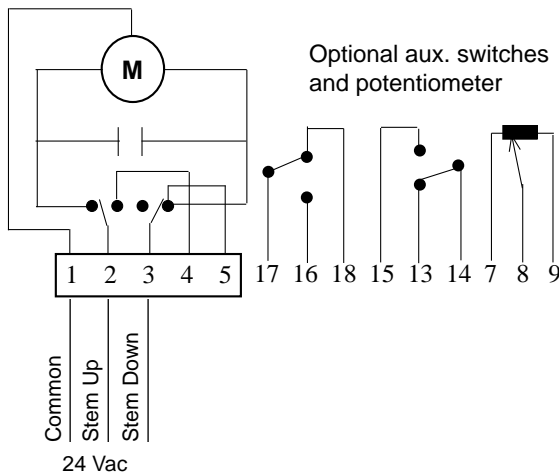 Optional aux. switches
and potentiometer
M
1 2 3 4 5
17 16 18 15 13 14 7 8 9
Common
Stem Up
Stem Down
24 Vac